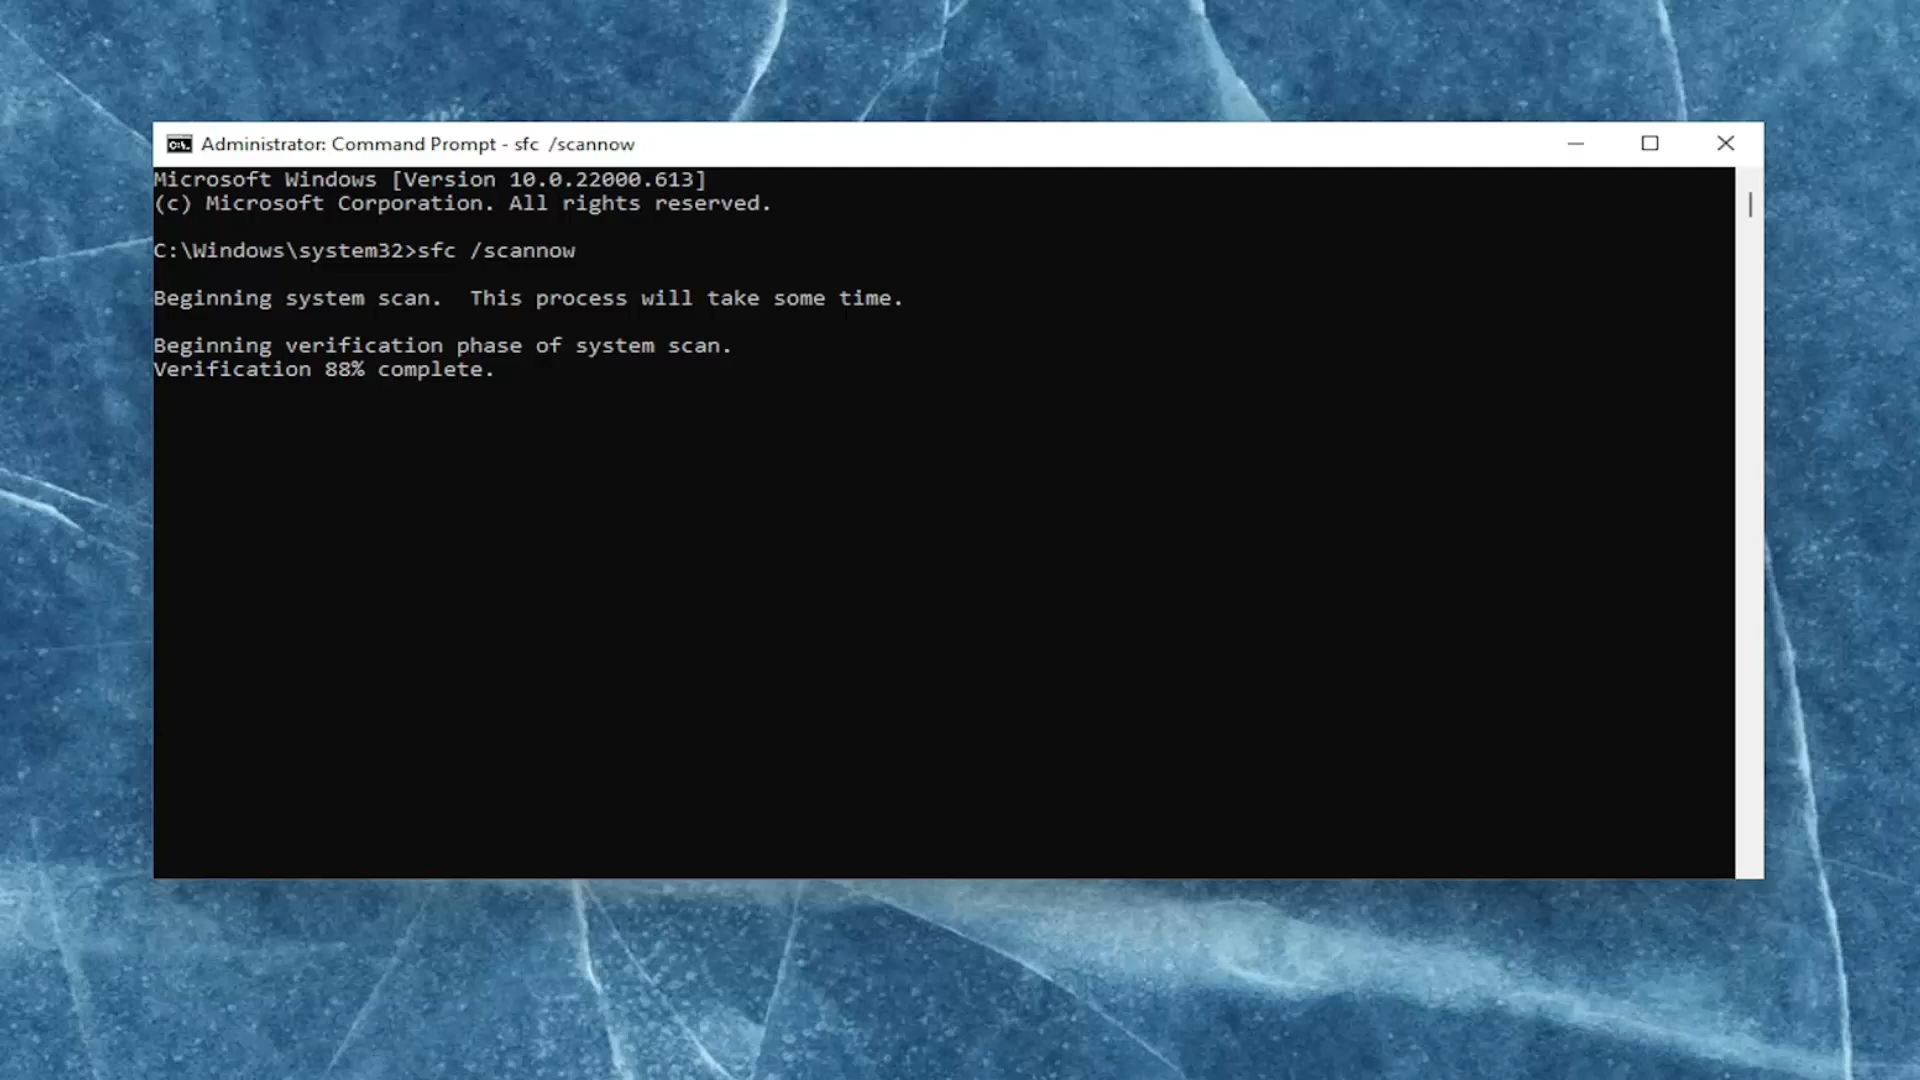 Administrator: Command Prompt - sfc  /scannow
Microsoft Windows [Version 10.0.22000.613]
(c) Microsoft Corporation. All rights reserved.
C:\Windows\system32>sfc /scannow
Beginning system scan.  This process will take some time.
Beginning verification phase of system scan.
Verification 88% complete.